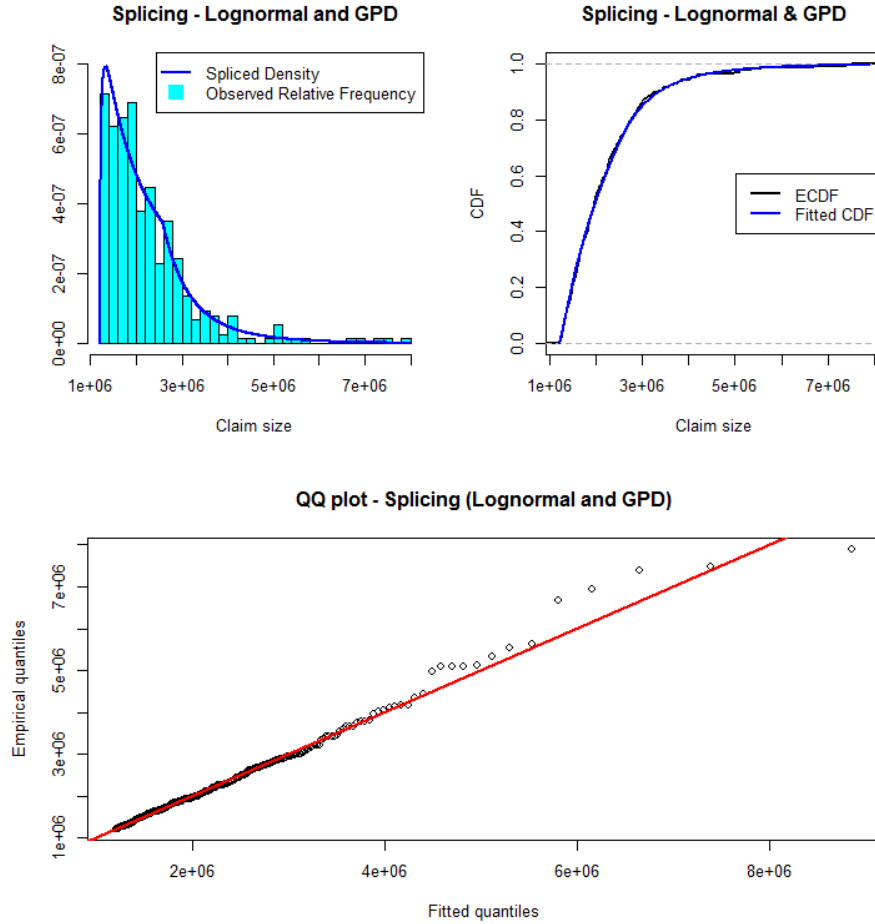 Splicing - Lognormal and GPD
8e-07
6e-07
4e-07
2e-07
0e+00
Spliced Density
Observed Relative Frequency
1e+06 3e+06 5e+06 7e+06
Claim size
Splicing - Lognormal & GPD
CDF
1.0
0.8
0.6
0.4
0.2
0.0
ECDF
Fitted CDF
1e+06 3e+06 5e+06 7e+06
Claim size
QQ plot - Splicing (Lognormal and GPD)
Empirical quantiles
7e+06
5e+06
3e+06
1e+06
2e+06 4e+06 6e+06 8e+06
Fitted quantiles